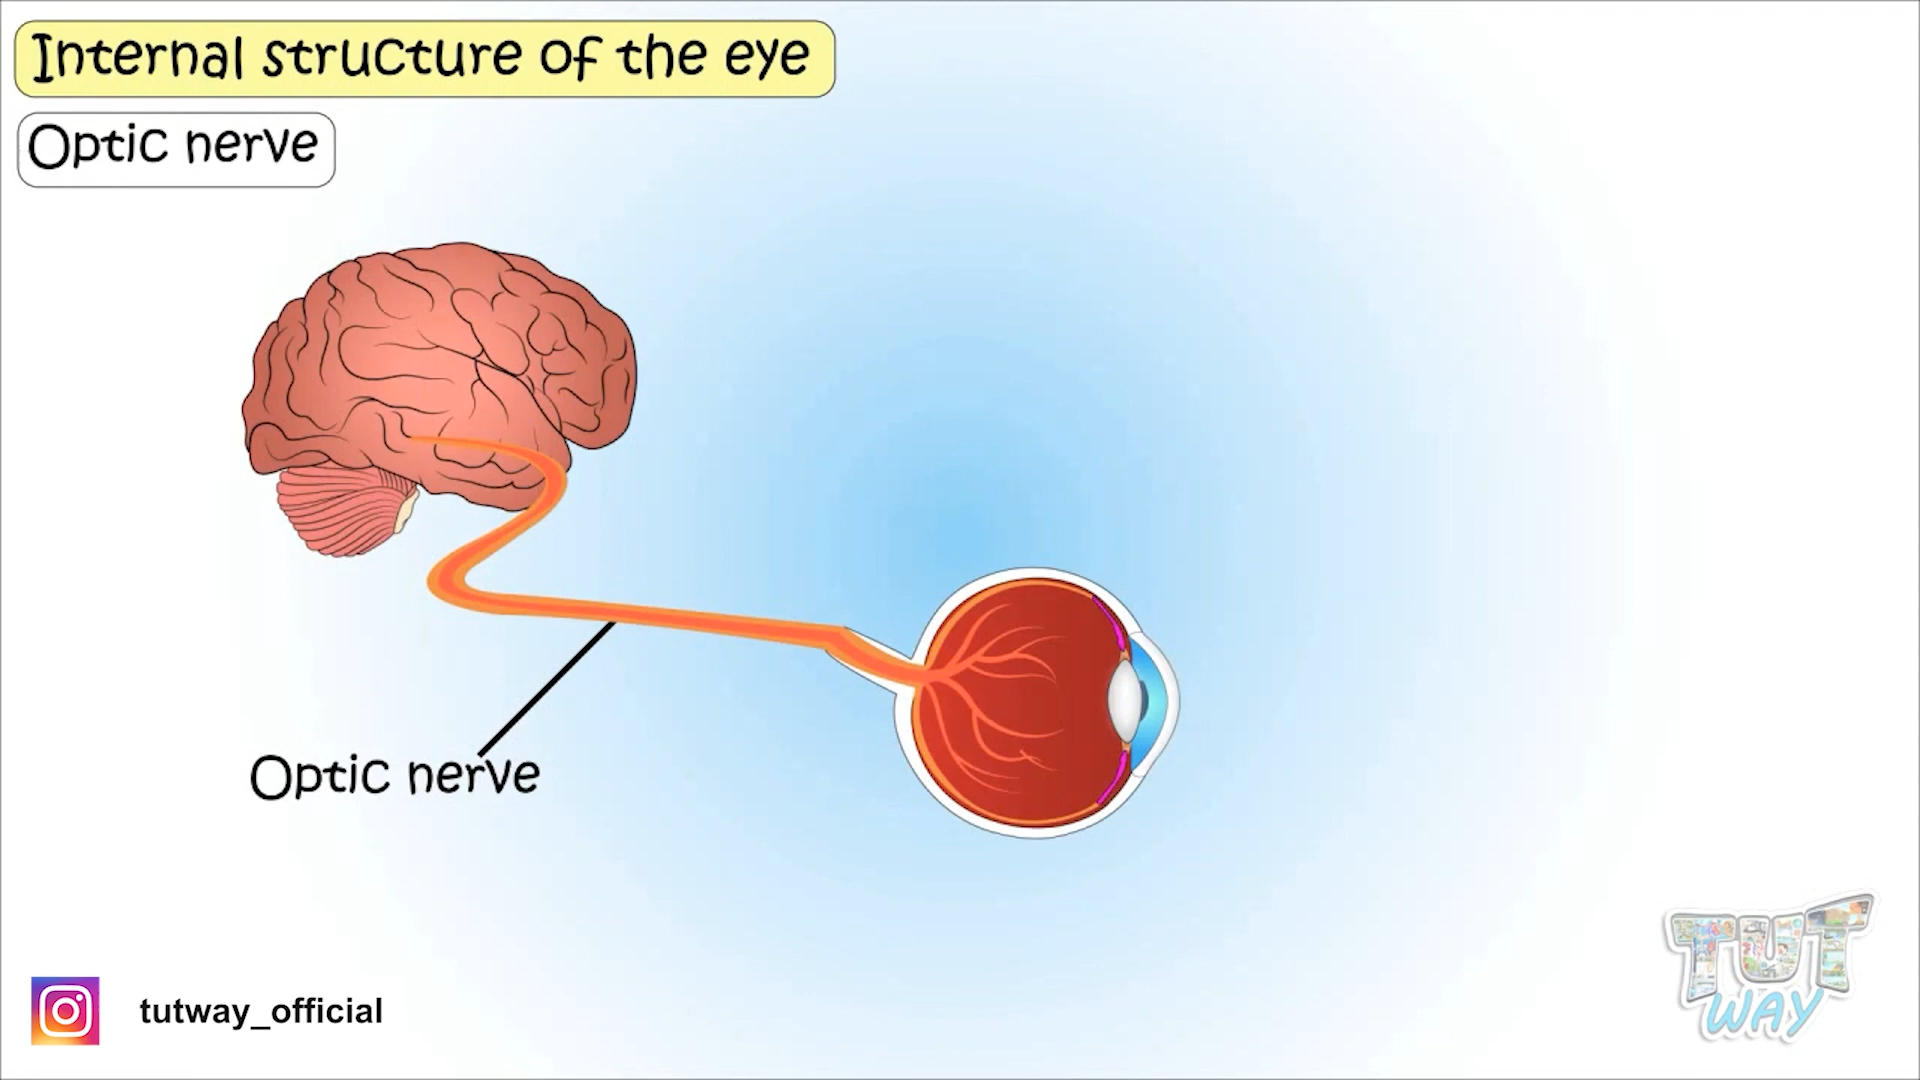 Internal structure of the eye
Optic nerve
Optic nerve
tutway_official
TUT
WAY